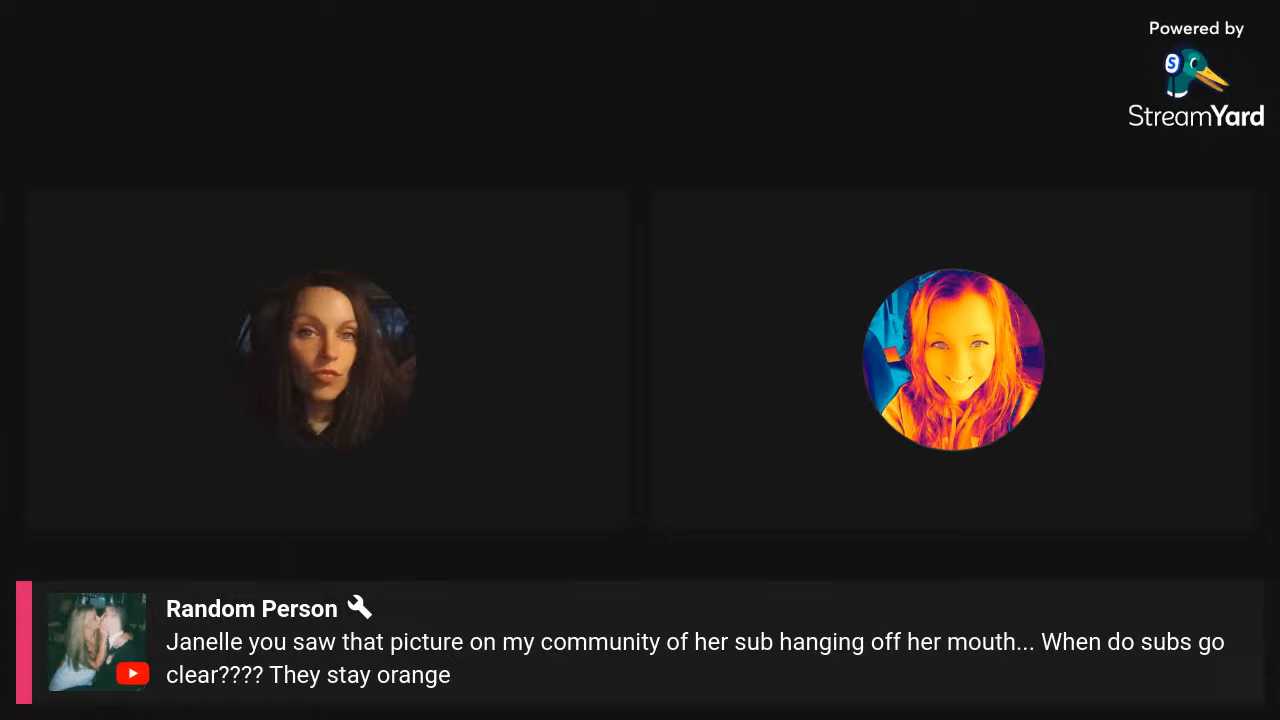 Powered by
S
StreamYard
Random Person
Janelle you saw that picture on my community of her sub hanging off her mouth... When do subs go
clear???? They stay orange